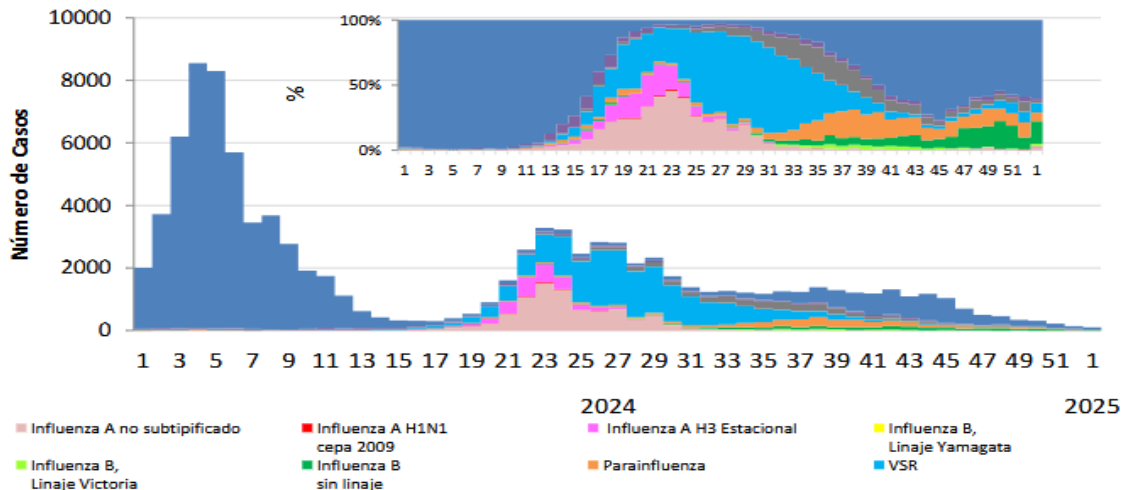 10000
8000
6000
4000
2000
0
Número de Casos
100%
50%
0%
%
1 3 5 7 9 11 13 15 17 19 21 23 25 27 29 31 33 35 37 39 41 43 45 47 49 51 1
1 3 5 7 9 11 13 15 17 19 21 23 25 27 29 31 33 35 37 39 41 43 45 47 49 51 1
2024 2025
Influenza A no subtipificado
Influenza A H1N1
cepa 2009
Influenza A H3 Estacional
Influenza B,
Linaje Yamagata
Influenza B,
Linaje Victoria
Influenza B
sin linaje
Parainfluenza
VSR